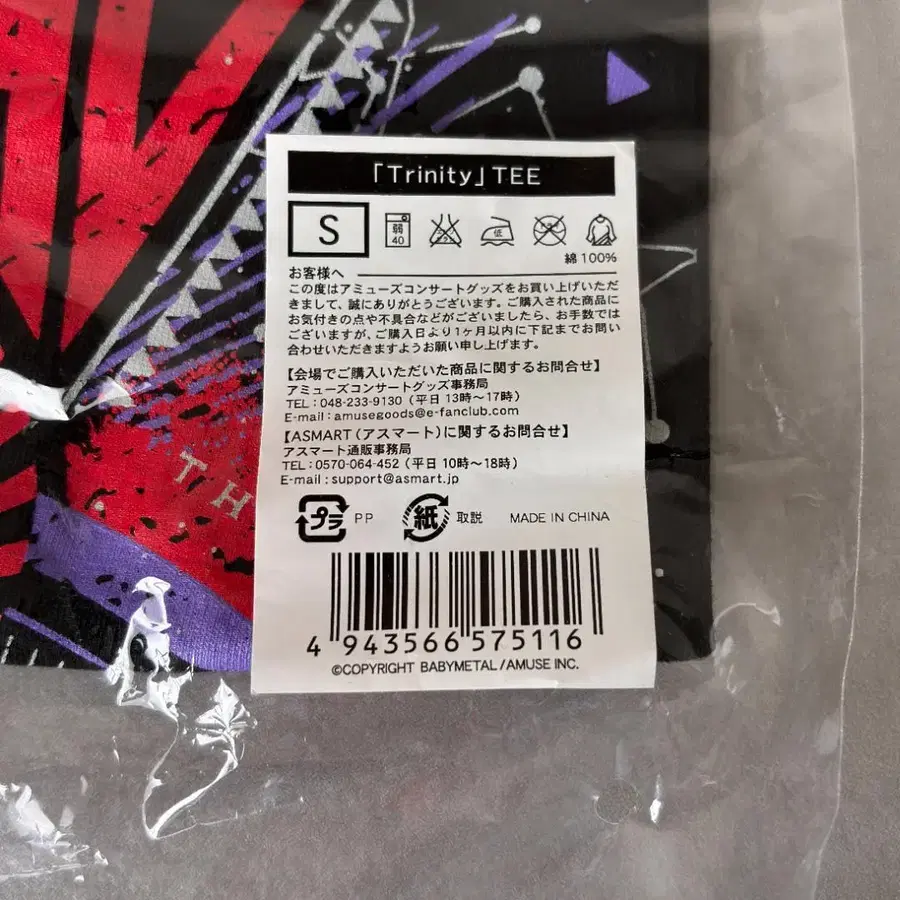 「Trinity」TEE
S
弱
40
エンソ
サラシ
低
綿 100%
お客様へ
この度はアミューズコンサートグッズをお買い上げいただ
きまして、誠にありがとうございます。ご購入された商品に
お気付きの点や不具合などがございましたら、お手数では
ございますが、ご購入日より1ヶ月以内に下記までお問い
合わせいただきますようお願い申し上げます。
【会場でご購入いただいた商品に関するお問合せ】
アミューズコンサートグッズ事務局
TEL:048-233-9130（平日 13時〜17時）
E-mail:amusegoods@e-fanclub.com
【ASMART（アスマート）に関するお問合せ】
アスマート通販事務局
TEL:0570-064-452（平日 10時〜18時）
E-mail:support@asmart.jp
プラ PP 紙 取説 MADE IN CHINA
4 943566 575116
©COPYRIGHT BABYMETAL/AMUSE INC.
TH